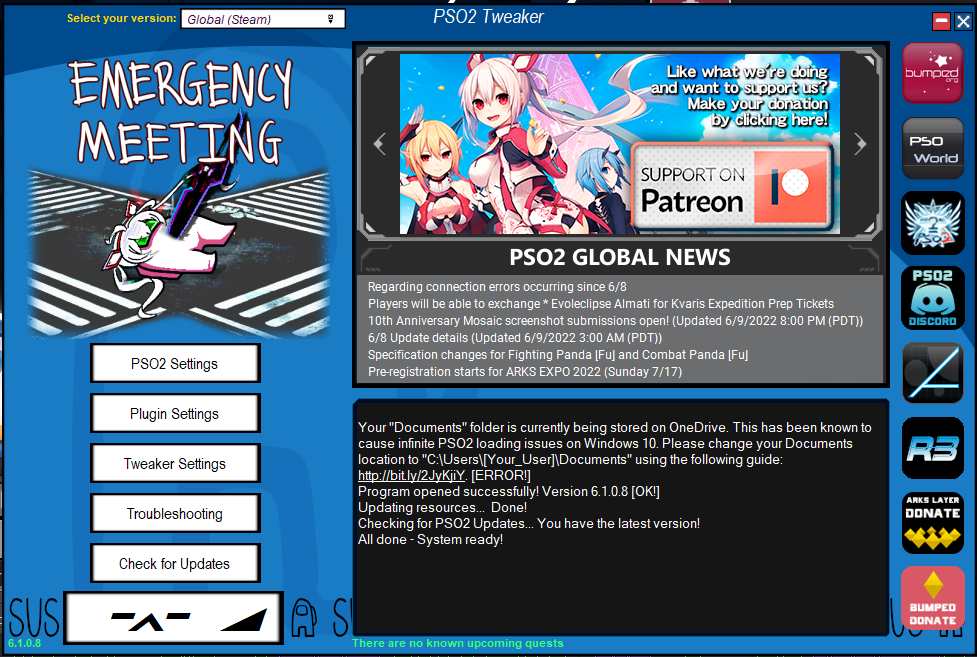 Select your version:
Global (Steam)
PSO2 Tweaker
EMERGENCY
MEETING
PSO2 Settings
Plugin Settings
Tweaker Settings
Troubleshooting
Check for Updates
SUS
6.1.0.8
Like what we're doing
and want to support us?
Make your donation
by clicking here!
SUPPORT ON
Patreon
PSO2 GLOBAL NEWS
Regarding connection errors occurring since 6/8
Players will be able to exchange * Evoleclipse Almati for Kvaris Expedition Prep Tickets
10th Anniversary Mosaic screenshot submissions open! (Updated 6/9/2022 8:00 PM (PDT))
6/8 Update details (Updated 6/9/2022 3:00 AM (PDT))
Specification changes for Fighting Panda [Fu] and Combat Panda [Fu]
Pre-registration starts for ARKS EXPO 2022 (Sunday 7/17)
Your "Documents" folder is currently being stored on OneDrive. This has been known to
cause infinite PSO2 loading issues on Windows 10. Please change your Documents
location to "C:\Users\[Your_User]\Documents" using the following guide:
http://bit.ly/2JyKjiY. [ERROR!]
Program opened successfully! Version 6.1.0.8 [OK!]
Updating resources... Done!
Checking for PSO2 Updates... You have the latest version!
All done - System ready!
There are no known upcoming quests
bumped
.org
PSO
World
PSO2
PSO2
DISCORD
R3
ARKS LAYER
DONATE
BUMPED
DONATE